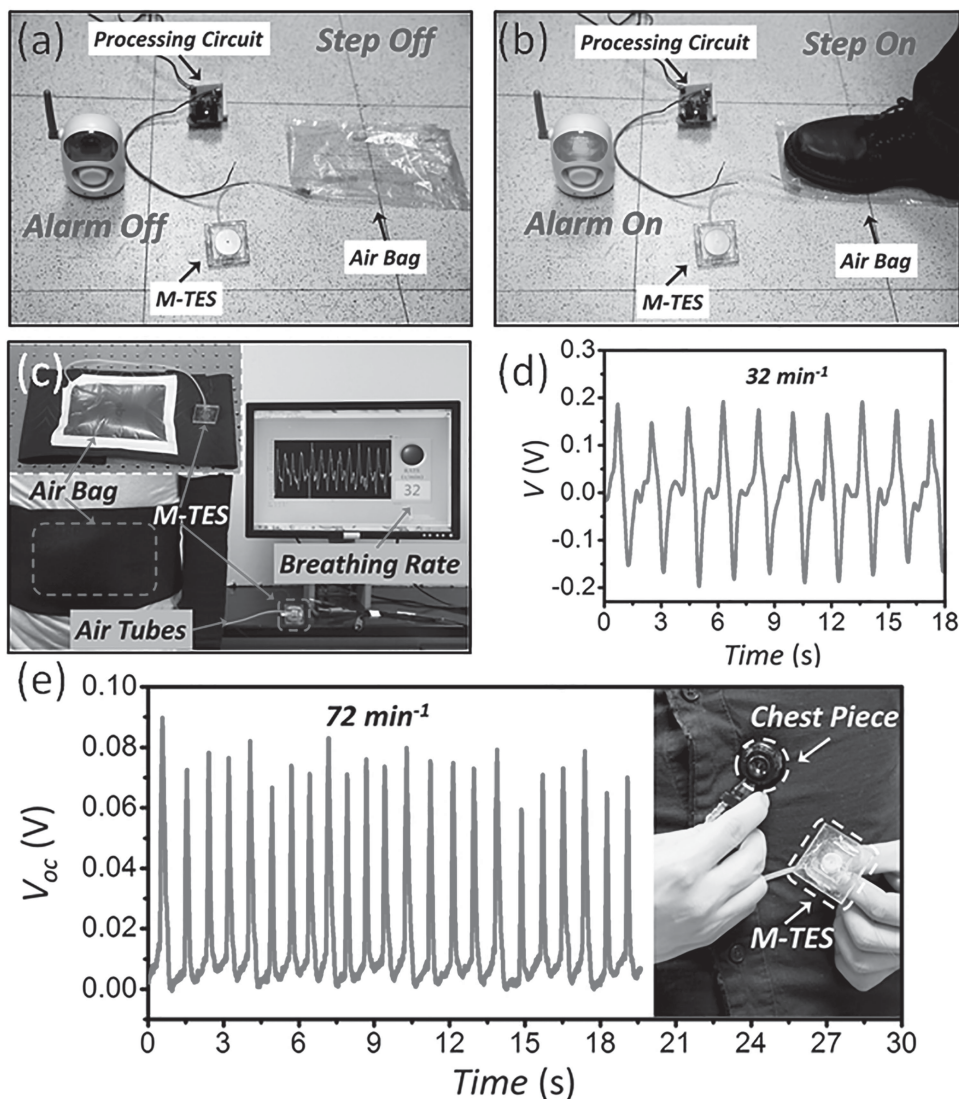 (a)
Processing Circuit
Step Off
Alarm Off
M-TES
Air Bag
(b)
Processing Circuit
Step On
Alarm On
M-TES
Air Bag
(c)
Air Bag
M-TES
32
Breathing Rate
Air Tubes
(d)
32 min⁻¹
V (V)
0.3
0.2
0.1
0.0
-0.1
-0.2
0 3 6 9 12 15 18
Time (s)
(e)
72 min⁻¹
Chest Piece
M-TES
Voc (V)
0.10
0.08
0.06
0.04
0.02
0.00
0 3 6 9 12 15 18 21 24 27 30
Time (s)